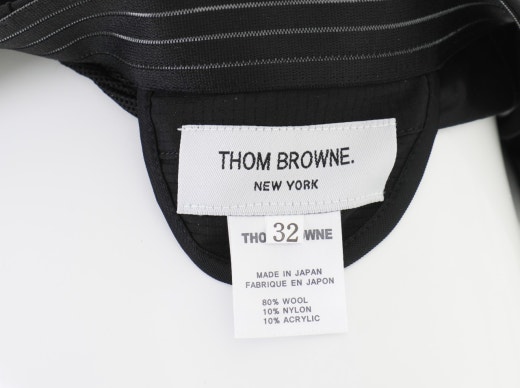 THOM BROWNE.
NEW YORK
THO 32 WNE
MADE IN JAPAN
FABRIQUE EN JAPON
80% WOOL
10% NYLON
10% ACRYLIC